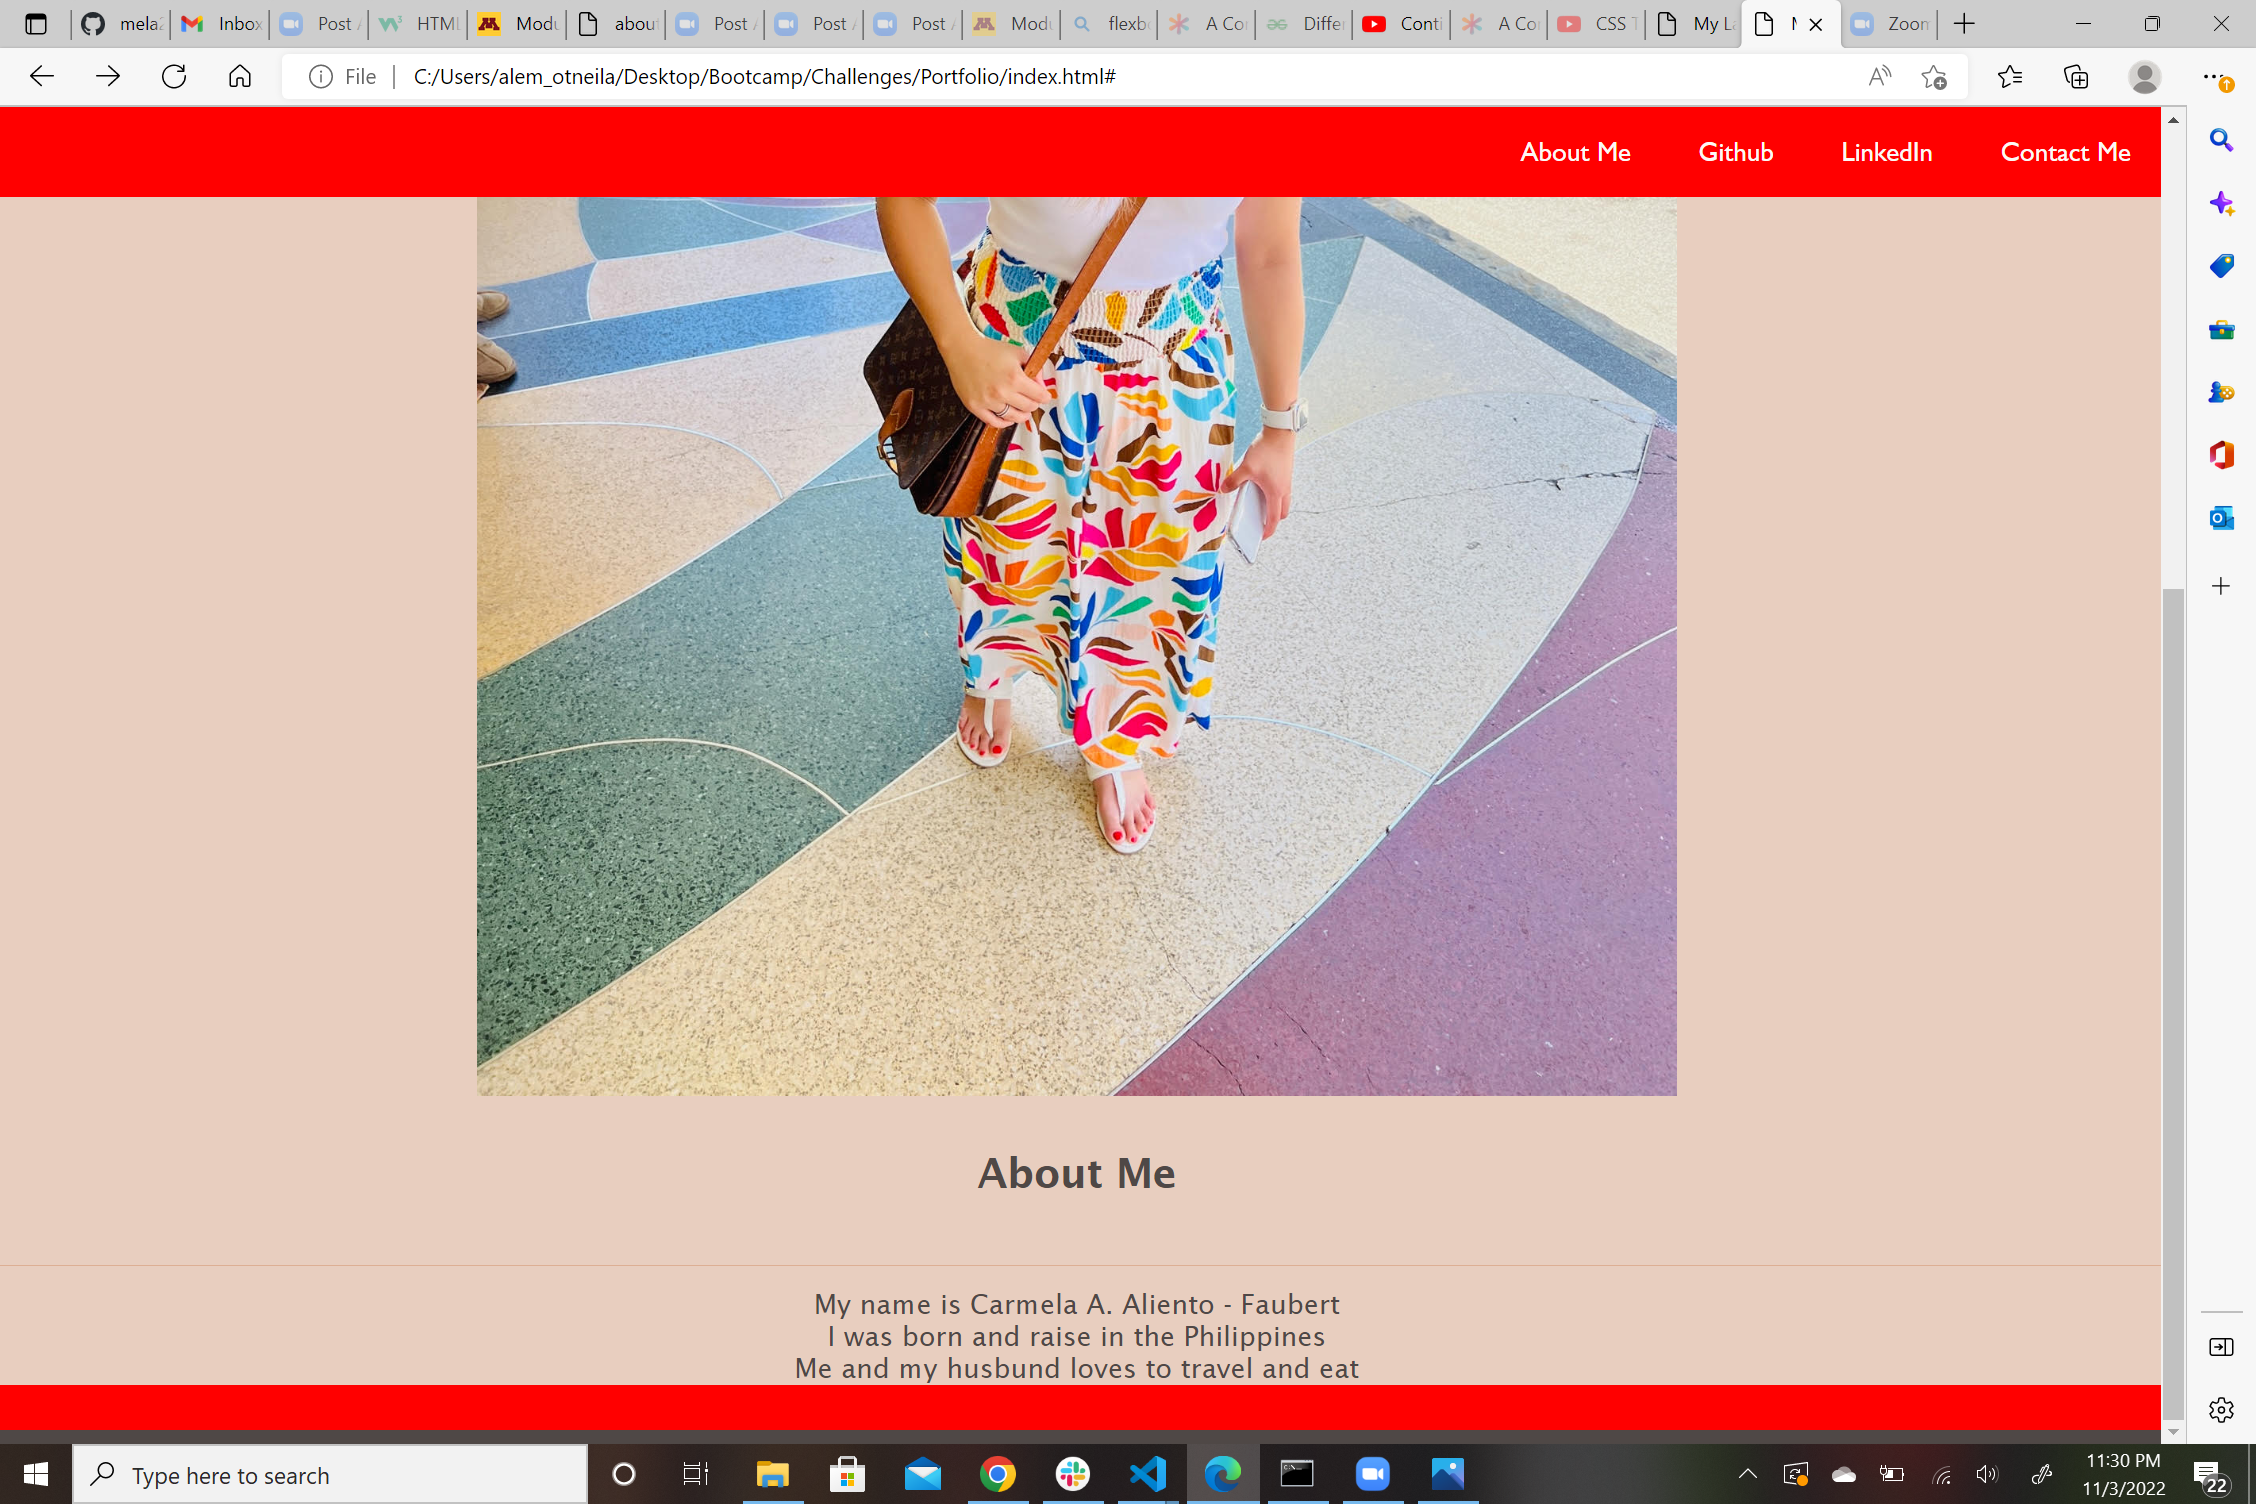 mela
Inbox
Post
HTML
Modu
abou
Post
Post
Post
Modu
flexb
A Co
Differ
Conti
A Co
CSS T
My La
Zoom
File
C:/Users/alem_otneila/Desktop/Bootcamp/Challenges/Portfolio/index.html#
About Me
Github
LinkedIn
Contact Me
About Me
My name is Carmela A. Aliento - Faubert
I was born and raise in the Philippines
Me and my husbund loves to travel and eat
Type here to search
11:30 PM
11/3/2022
22